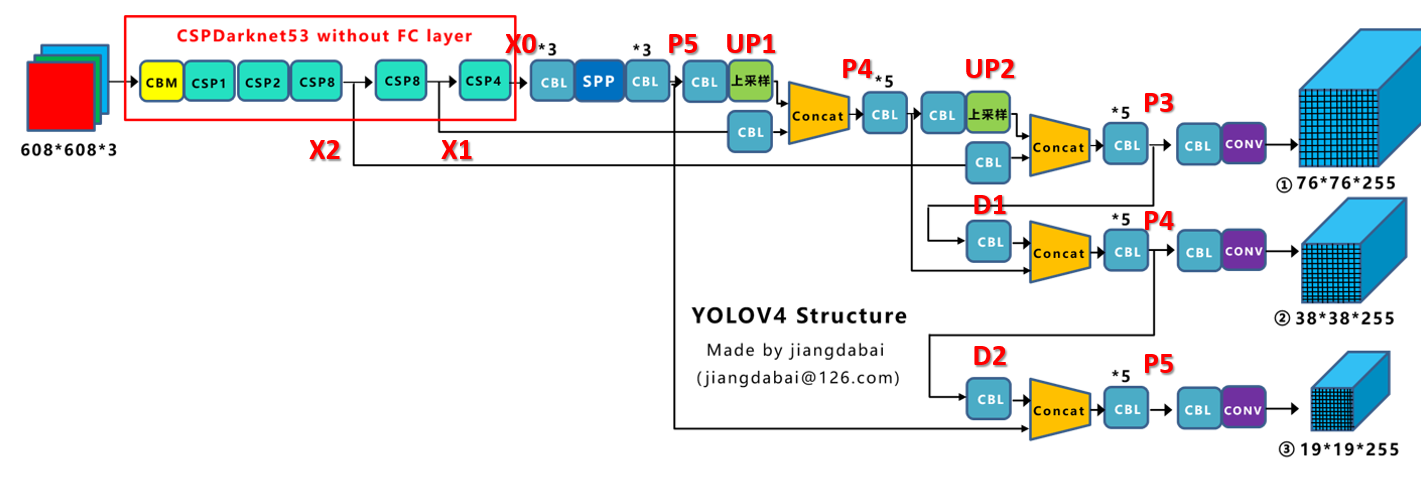 CSPDarknet53 without FC layer
608*608*3
CBM CSP1 CSP2 CSP8 CSP8 CSP4
X0 *3 *3 P5 UP1
CBL SPP CBL CBL 上采样
CBL
Concat
P4 *5 UP2
CBL CBL 上采样
CBL
Concat
*5 P3
CBL CBL CONV
① 76*76*255
X2 X1
D1 *5 P4
CBL Concat CBL CBL CONV
② 38*38*255
YOLOV4 Structure
Made by jiangdabai
(jiangdabai@126.com)
D2 *5 P5
CBL Concat CBL CBL CONV
③ 19*19*255